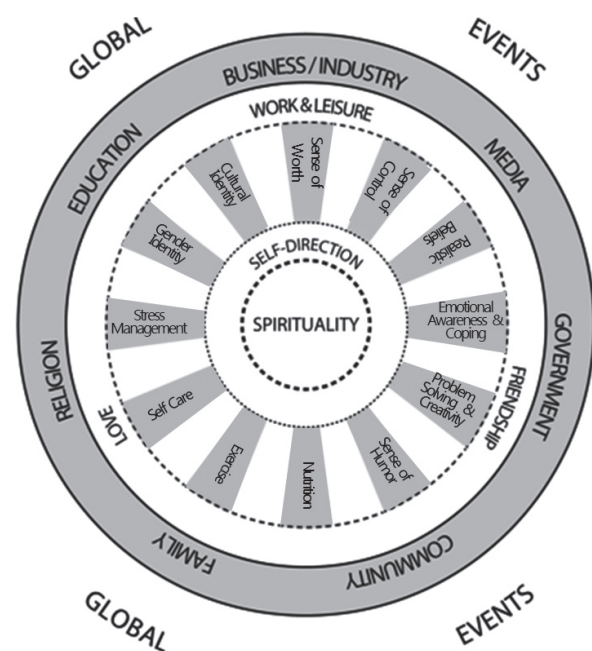 GLOBAL
EVENTS
BUSINESS / INDUSTRY
EDUCATION
MEDIA
WORK & LEISURE
Sense of
Worth
Sense of
Control
Cultural
Identity
Realistic
Beliefs
Gender
Identity
SELF-DIRECTION
Emotional
Awareness &
Coping
Stress
Management
SPIRITUALITY
GOVERNMENT
RELIGION
Problem
Solving &
Creativity
FRIENDSHIP
Self Care
LOVE
Sense of
Humor
Exercise
Nutrition
FAMILY
COMMUNITY
GLOBAL
EVENTS